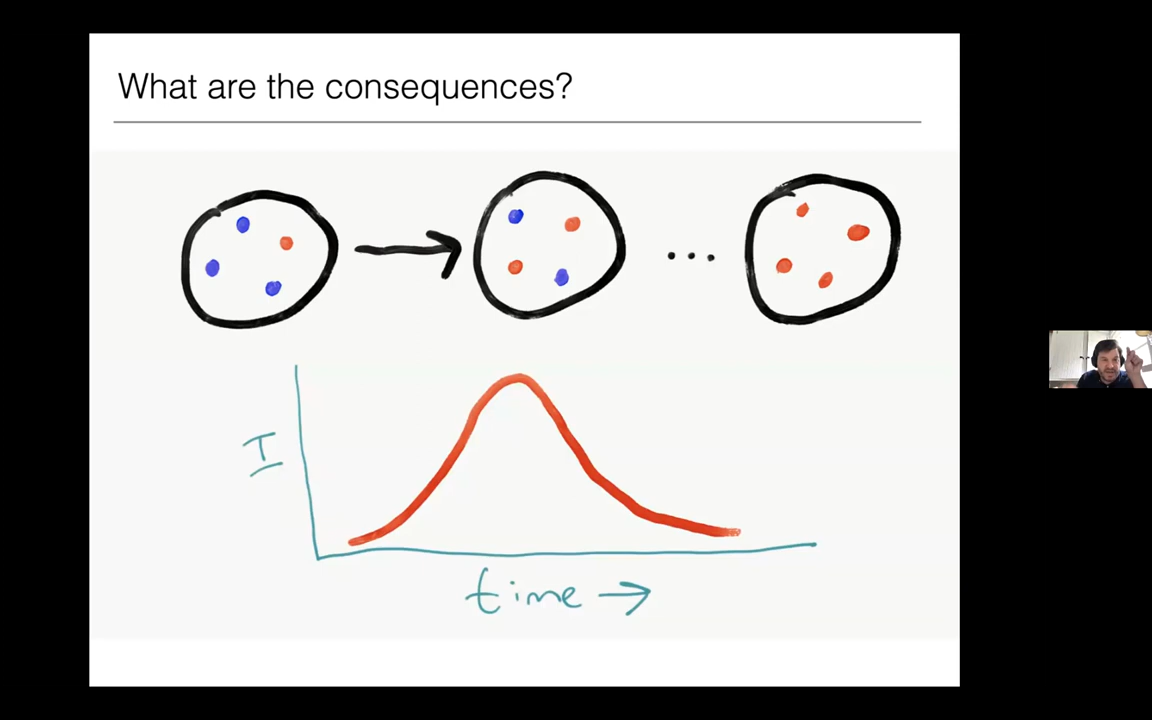 What are the consequences?
...
I
time →